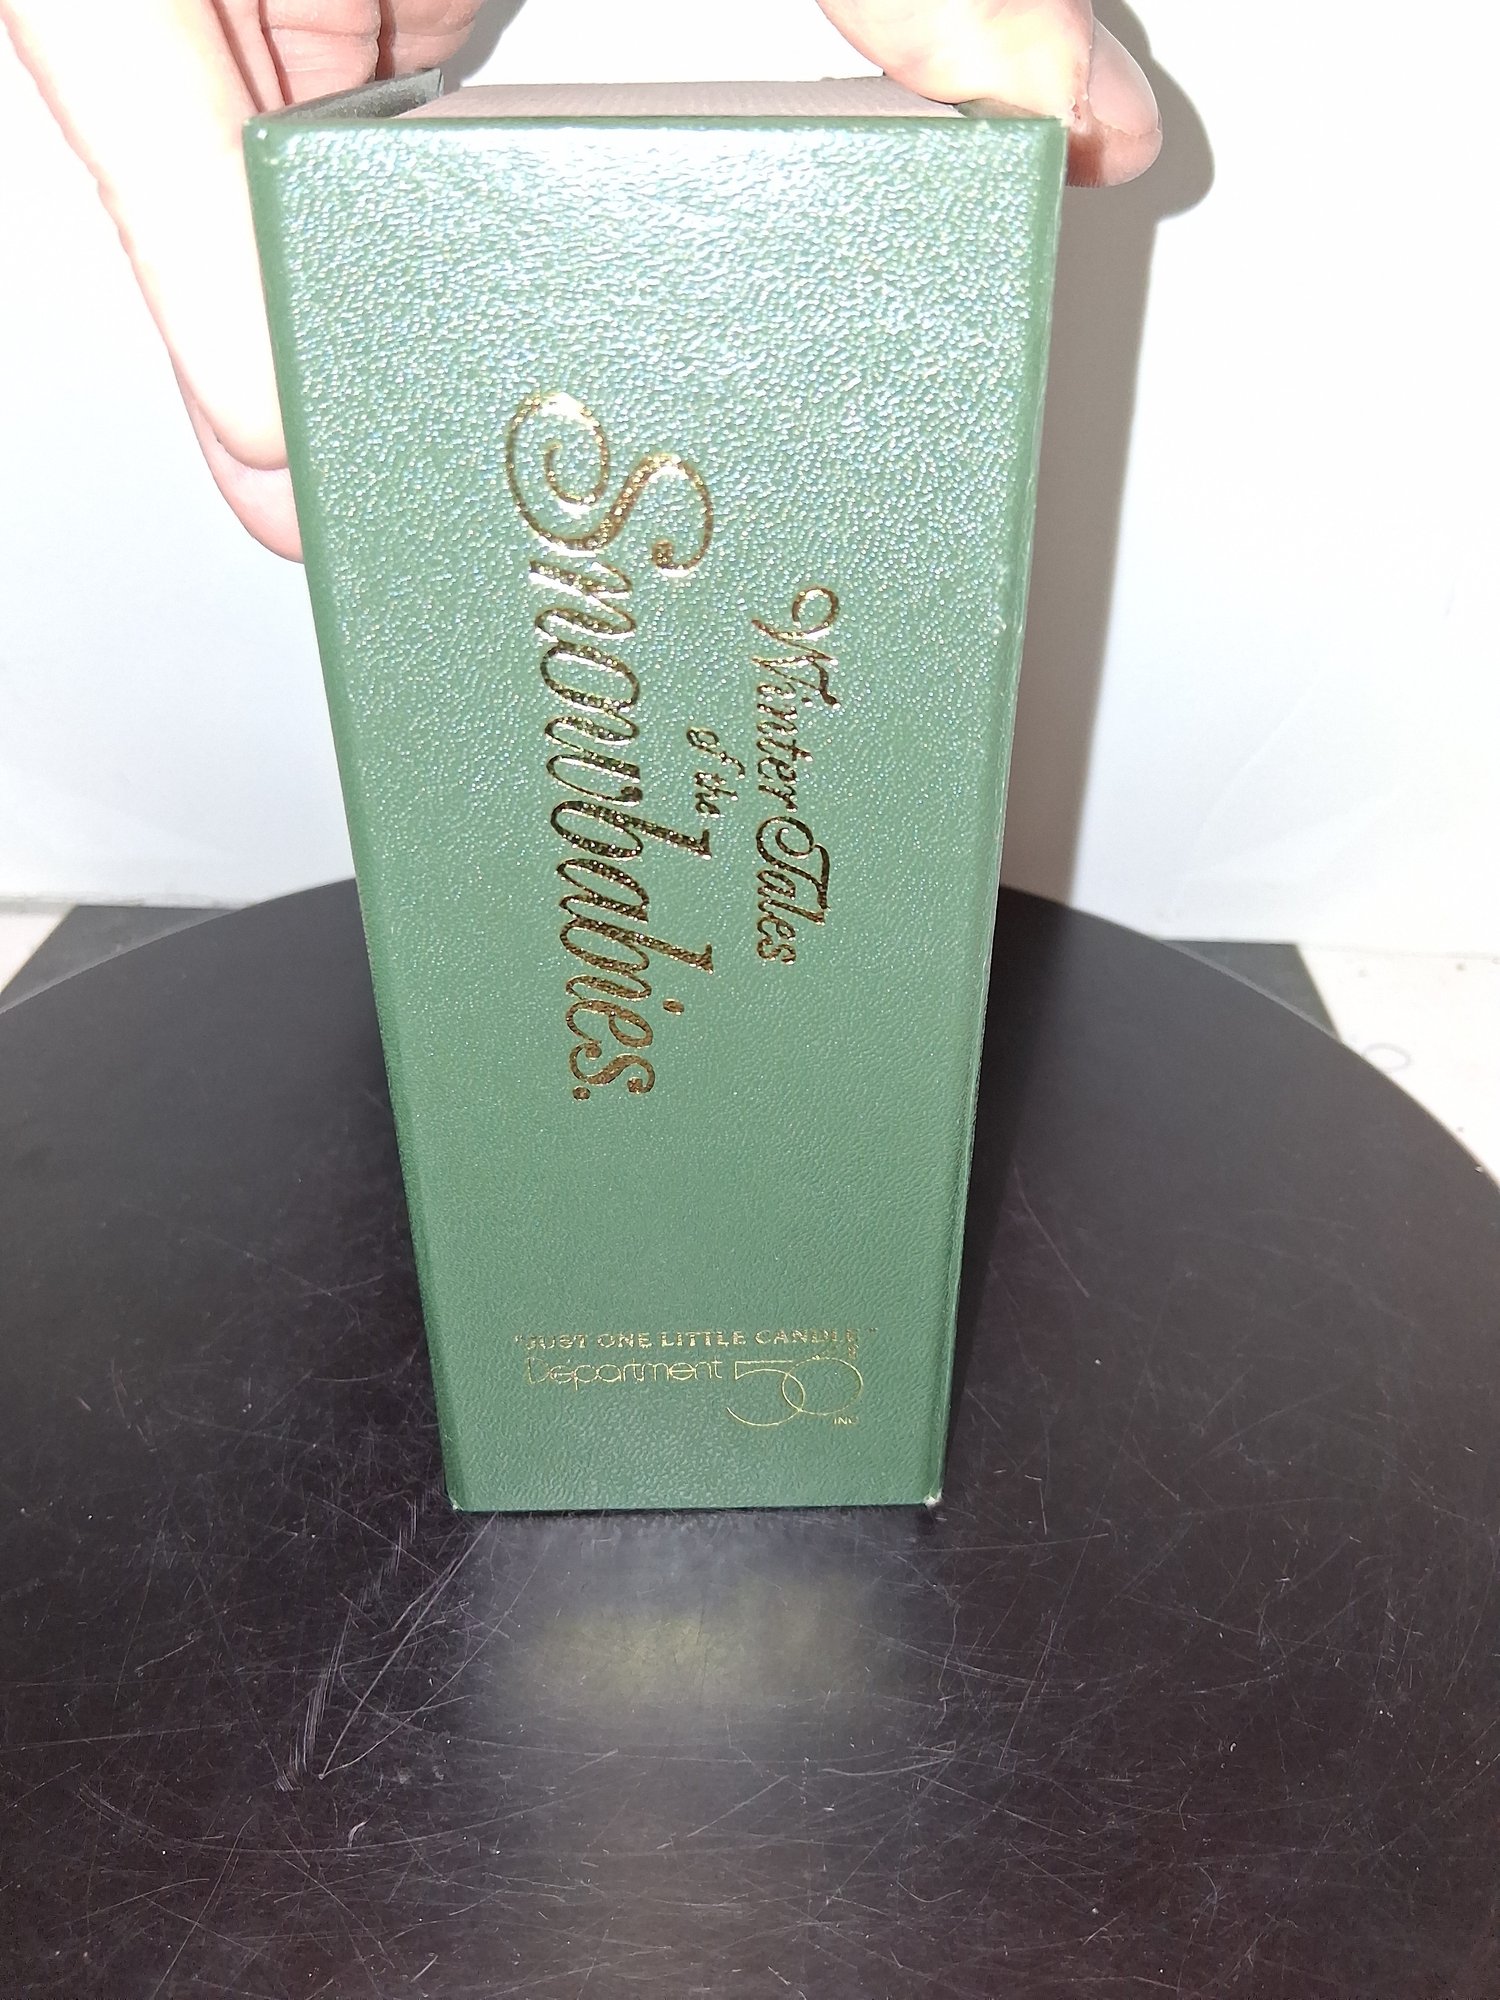 Winter Tales
of the
Snowbabies.
"JUST ONE LITTLE CANDLE"
Department 56
INC